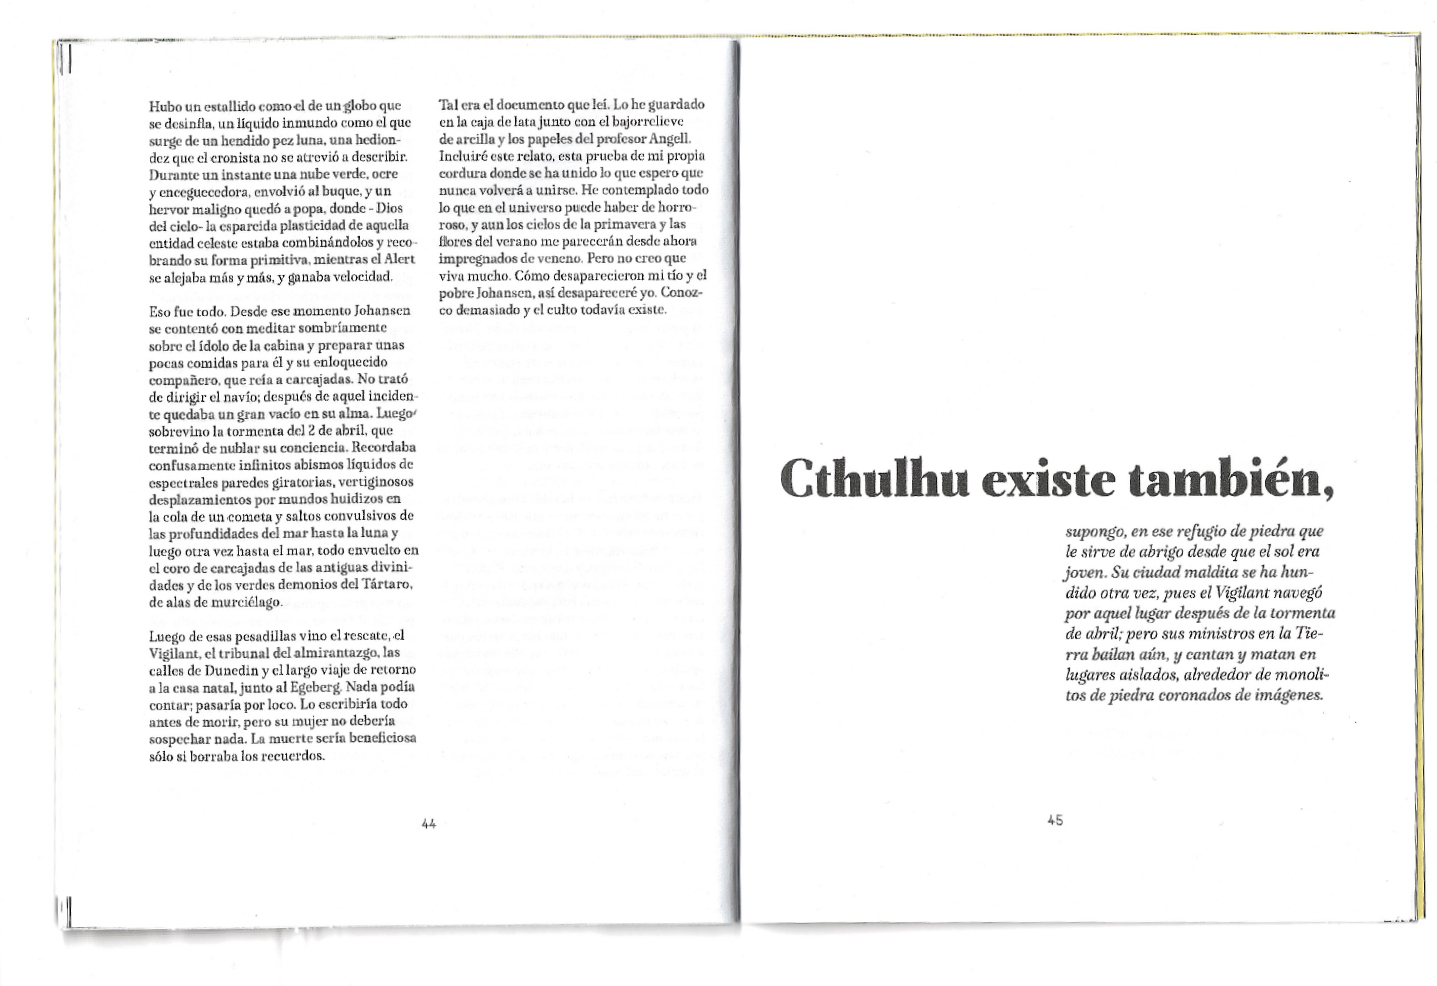 Hubo un estallido como el de un globo que
se desinfla, un líquido inmundo como el que
surge de un hendido pez luna, una hedion-
dez que el cronista no se atrevió a describir.
Durante un instante una nube verde, ocre
y enceguecedora, envolvió al buque, y un
hervor maligno quedó a popa, donde - Dios
del cielo- la esparcida plasticidad de aquella
entidad celeste estaba combinándolos y reco-
brando su forma primitiva, mientras el Alert
se alejaba más y más, y ganaba velocidad.
Eso fue todo. Desde ese momento Johansen
se contentó con meditar sombríamente
sobre el ídolo de la cabina y preparar unas
pocas comidas para él y su enloquecido
compañero, que reía a carcajadas. No trató
de dirigir el navío; después de aquel inciden-
te quedaba un gran vacío en su alma. Luego
sobrevino la tormenta del 2 de abril, que
terminó de nublar su conciencia. Recordaba
confusamente infinitos abismos líquidos de
espectrales paredes giratorias, vertiginosos
desplazamientos por mundos huidizos en
la cola de un cometa y saltos convulsivos de
las profundidades del mar hasta la luna y
luego otra vez hasta el mar, todo envuelto en
el coro de carcajadas de las antiguas divini-
dades y de los verdes demonios del Tártaro,
de alas de murciélago.
Luego de esas pesadillas vino el rescate, el
Vigilant, el tribunal del almirantazgo, las
calles de Dunedin y el largo viaje de retorno
a la casa natal, junto al Egeberg. Nada podía
contar; pasaría por loco. Lo escribiría todo
antes de morir, pero su mujer no debería
sospechar nada. La muerte sería beneficiosa
sólo si borraba los recuerdos.
Tal era el documento que leí. Lo he guardado
en la caja de lata junto con el bajorrelieve
de arcilla y los papeles del profesor Angell.
Incluiré este relato, esta prueba de mi propia
cordura donde se ha unido lo que espero que
nunca volverá a unirse. He contemplado todo
lo que en el universo puede haber de horro-
roso, y aun los cielos de la primavera y las
flores del verano me parecerán desde ahora
impregnados de veneno. Pero no creo que
viva mucho. Cómo desaparecieron mi tío y el
pobre Johansen, así desapareceré yo. Conoz-
co demasiado y el culto todavía existe.
44
Cthulhu existe también,
supongo, en ese refugio de piedra que
le sirve de abrigo desde que el sol era
joven. Su ciudad maldita se ha hun-
dido otra vez, pues el Vigilant navegó
por aquel lugar después de la tormenta
de abril; pero sus ministros en la Tie-
rra bailan aún, y cantan y matan en
lugares aislados, alrededor de monoli-
tos de piedra coronados de imágenes.
45